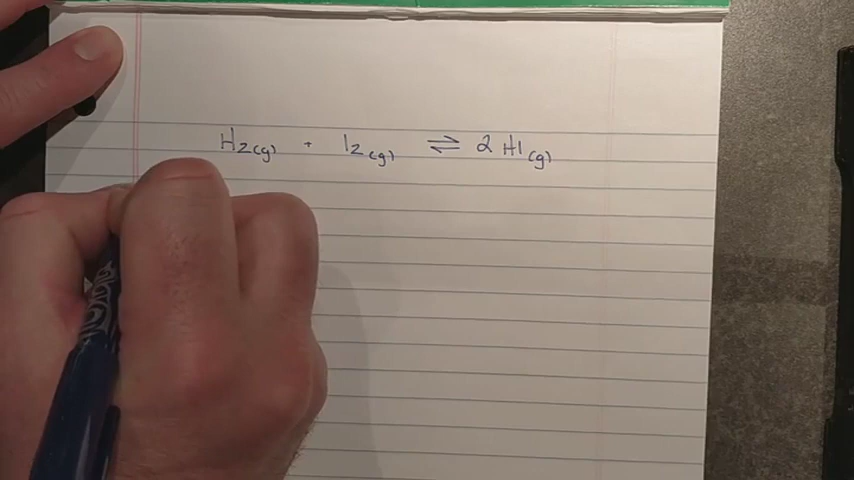 H₂(g) + I₂(g) ⇌ 2 HI(g)